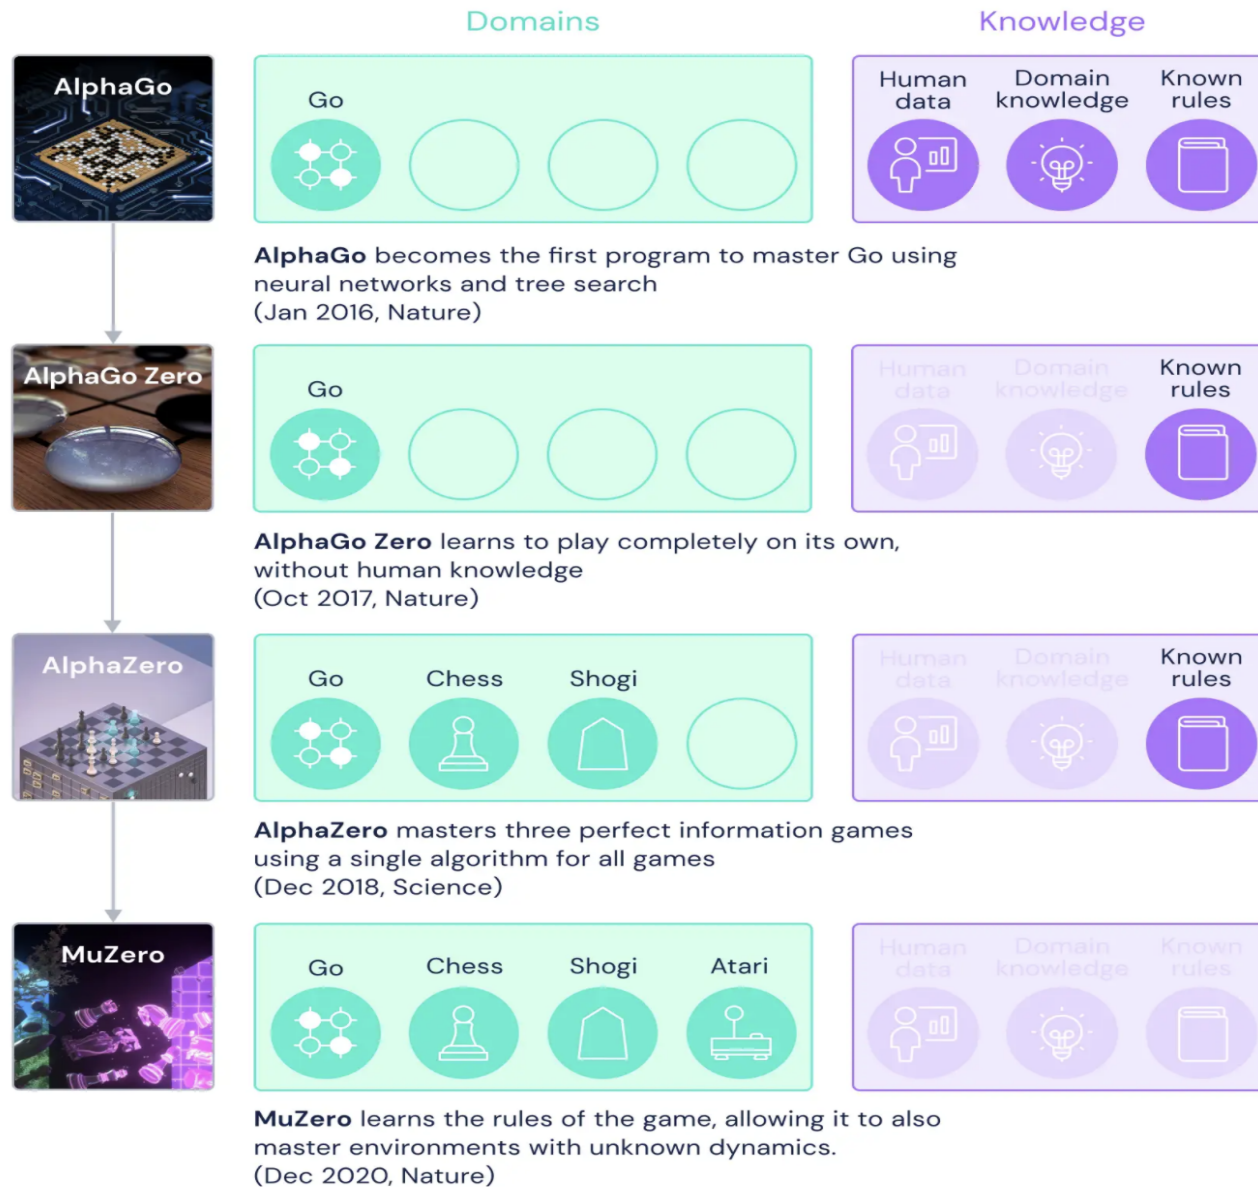 Domains
Knowledge
AlphaGo
Go
Human
data
Domain
knowledge
Known
rules
AlphaGo becomes the first program to master Go using
neural networks and tree search
(Jan 2016, Nature)
AlphaGo Zero
Go
Human
data
Domain
knowledge
Known
rules
AlphaGo Zero learns to play completely on its own,
without human knowledge
(Oct 2017, Nature)
AlphaZero
Go
Chess
Shogi
Human
data
Domain
knowledge
Known
rules
AlphaZero masters three perfect information games
using a single algorithm for all games
(Dec 2018, Science)
MuZero
Go
Chess
Shogi
Atari
Human
data
Domain
knowledge
Known
rules
MuZero learns the rules of the game, allowing it to also
master environments with unknown dynamics.
(Dec 2020, Nature)